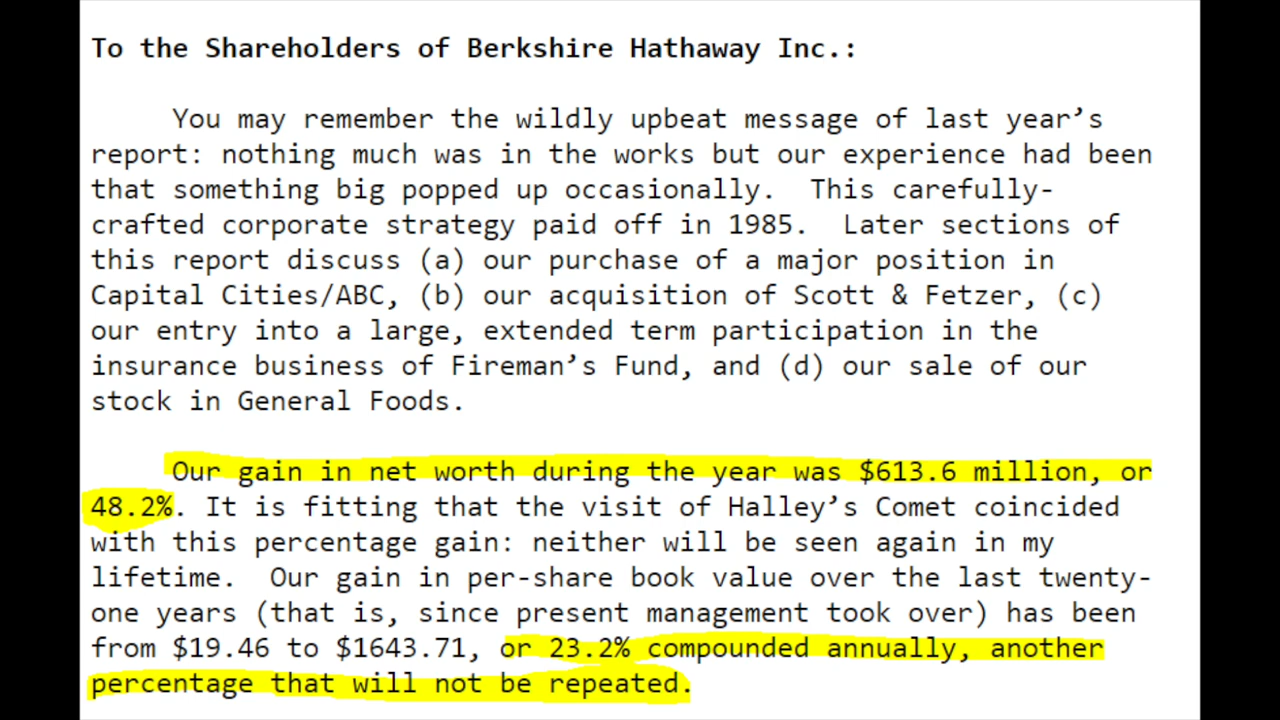 To the Shareholders of Berkshire Hathaway Inc.:
You may remember the wildly upbeat message of last year’s
report: nothing much was in the works but our experience had been
that something big popped up occasionally. This carefully-
crafted corporate strategy paid off in 1985. Later sections of
this report discuss (a) our purchase of a major position in
Capital Cities/ABC, (b) our acquisition of Scott & Fetzer, (c)
our entry into a large, extended term participation in the
insurance business of Fireman’s Fund, and (d) our sale of our
stock in General Foods.
Our gain in net worth during the year was $613.6 million, or
48.2%. It is fitting that the visit of Halley’s Comet coincided
with this percentage gain: neither will be seen again in my
lifetime. Our gain in per-share book value over the last twenty-
one years (that is, since present management took over) has been
from $19.46 to $1643.71, or 23.2% compounded annually, another
percentage that will not be repeated.